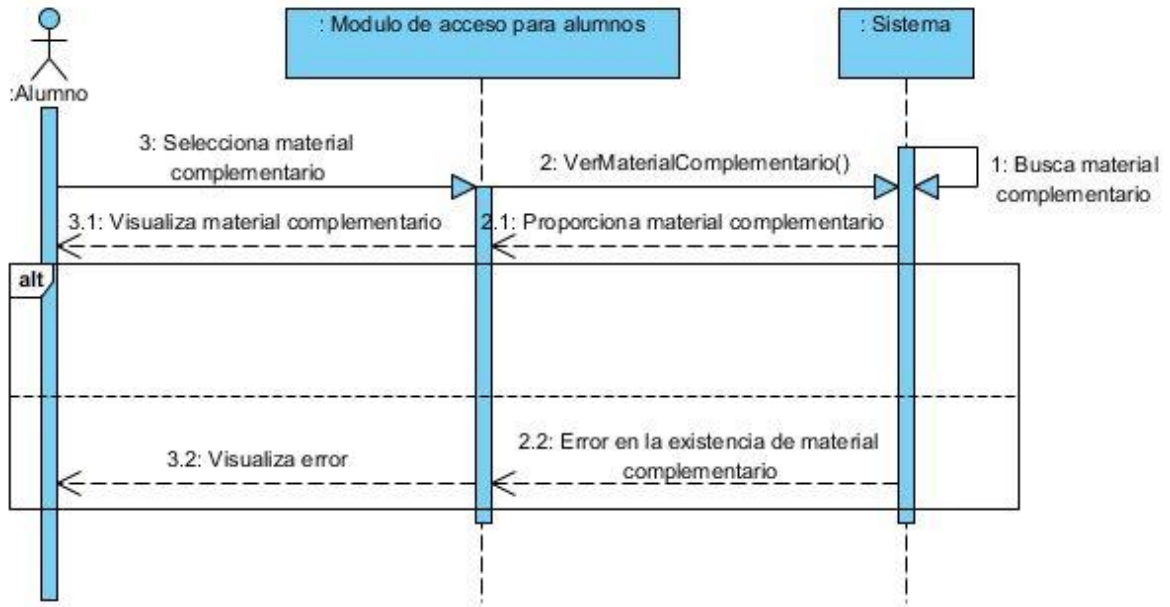 : Modulo de acceso para alumnos
: Sistema
:Alumno
3: Selecciona material
complementario
2: VerMaterialComplementario()
1: Busca material
complementario
3.1: Visualiza material complementario
2.1: Proporciona material complementario
alt
2.2: Error en la existencia de material
complementario
3.2: Visualiza error